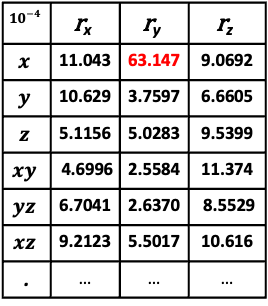 10⁻⁴ rₓ r_y r_z
x 11.043 63.147 9.0692
y 10.629 3.7597 6.6605
z 5.1156 5.0283 9.5399
xy 4.6996 2.5584 11.374
yz 6.7041 2.6370 8.5529
xz 9.2123 5.5017 10.616
. ... ... ...